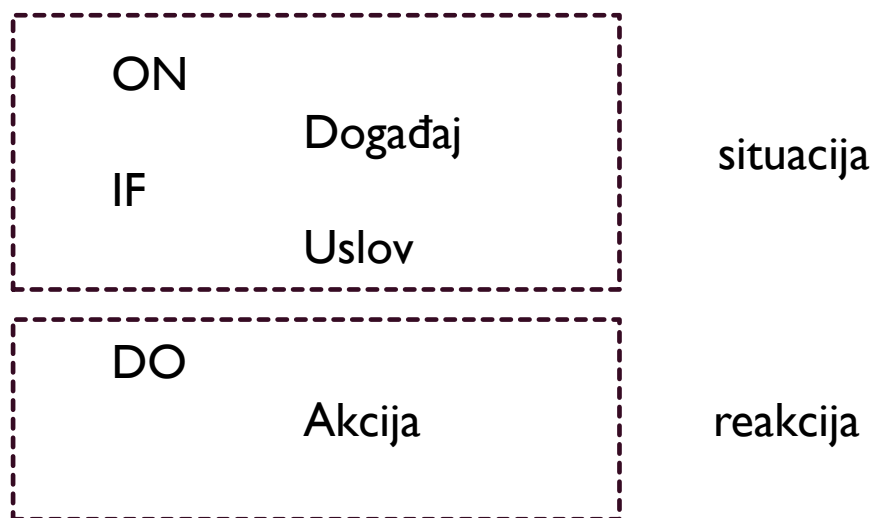 ON
Događaj
situacija
IF
Uslov
DO
Akcija
reakcija